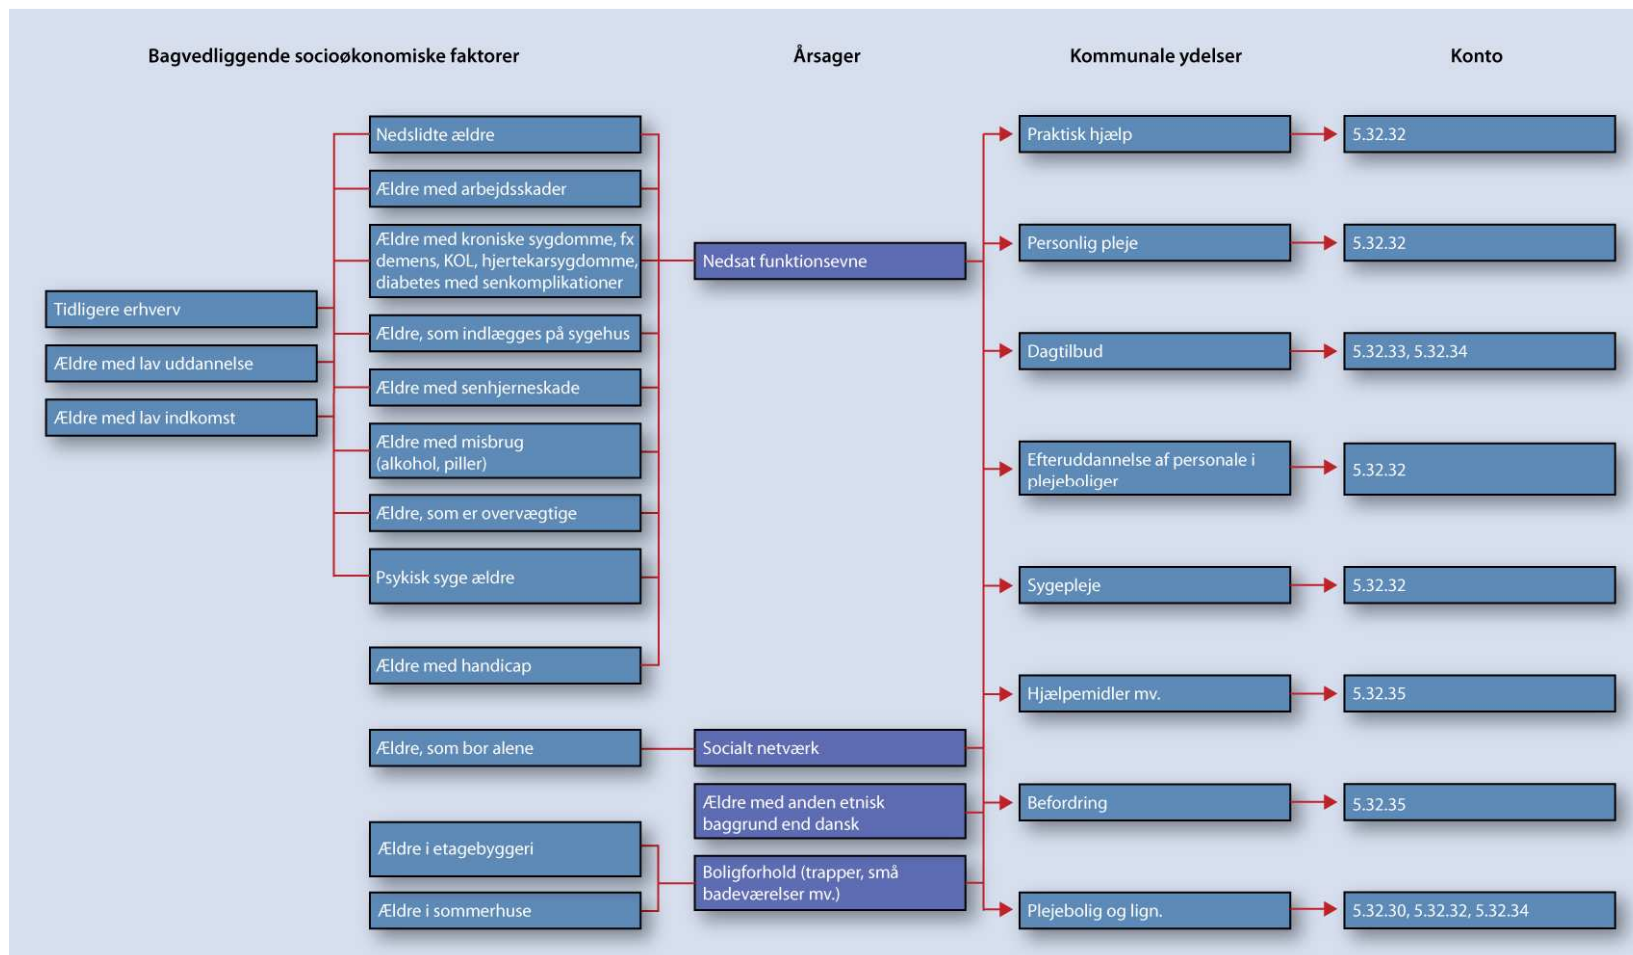 Bagvedliggende socioøkonomiske faktorer
Årsager
Kommunale ydelser
Konto
Tidligere erhverv
Ældre med lav uddannelse
Ældre med lav indkomst
Nedslidte ældre
Ældre med arbejdsskader
Ældre med kroniske sygdomme, fx
demens, KOL, hjertekarsygdomme,
diabetes med senkomplikationer
Ældre, som indlægges på sygehus
Ældre med senhjerneskade
Ældre med misbrug
(alkohol, piller)
Ældre, som er overvægtige
Psykisk syge ældre
Ældre med handicap
Ældre, som bor alene
Ældre i etagebyggeri
Ældre i sommerhuse
Nedsat funktionsevne
Socialt netværk
Ældre med anden etnisk
baggrund end dansk
Boligforhold (trapper, små
badeværelser mv.)
Praktisk hjælp
5.32.32
Personlig pleje
5.32.32
Dagtilbud
5.32.33, 5.32.34
Efteruddannelse af personale i
plejeboliger
5.32.32
Sygepleje
5.32.32
Hjælpemidler mv.
5.32.35
Befordring
5.32.35
Plejebolig og lign.
5.32.30, 5.32.32, 5.32.34